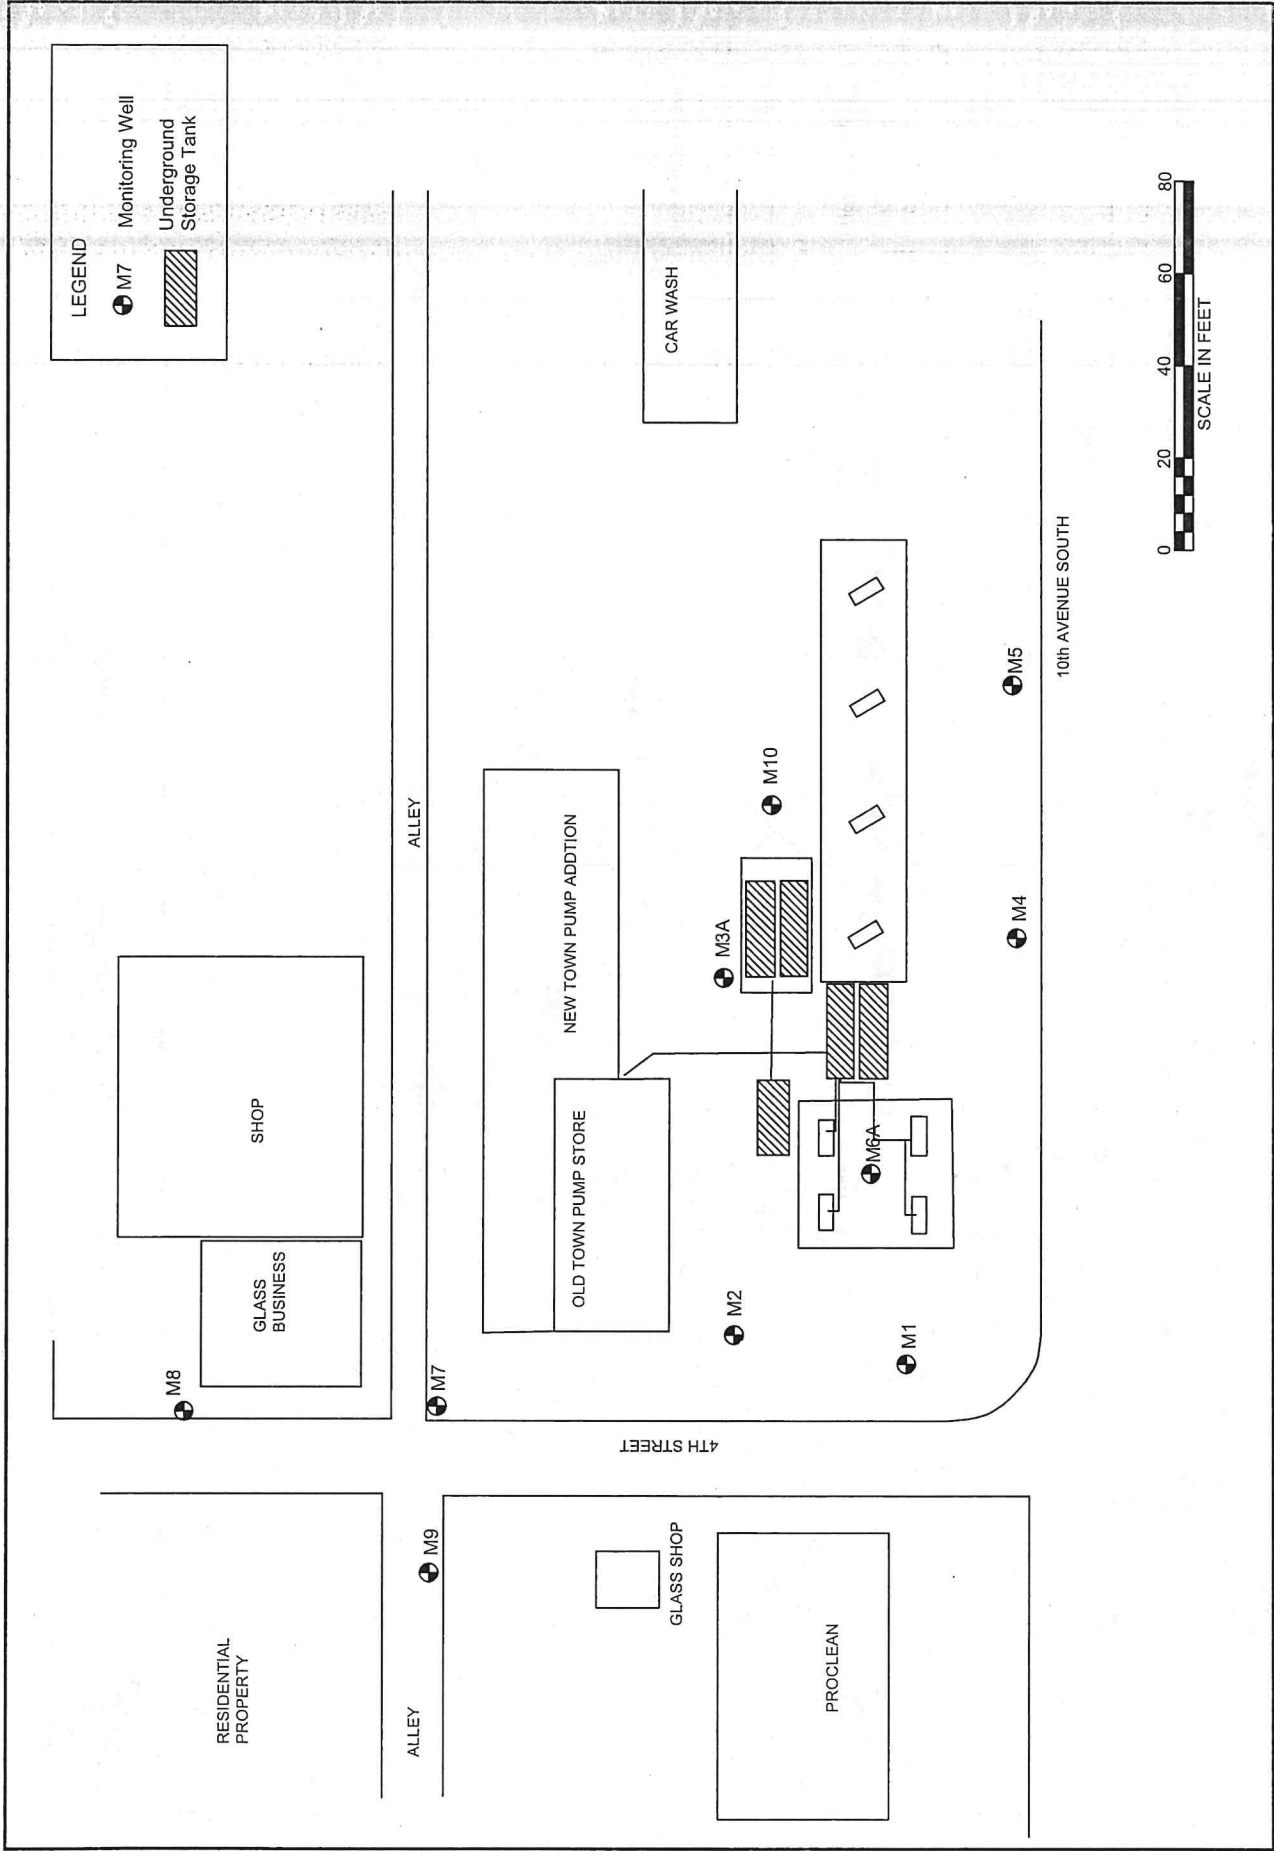 LEGEND
M7 Monitoring Well
Underground
Storage Tank
RESIDENTIAL
PROPERTY
M8
GLASS
BUSINESS
SHOP
ALLEY
M9
M7
ALLEY
4TH STREET
GLASS SHOP
PROCLEAN
OLD TOWN PUMP STORE
NEW TOWN PUMP ADDTION
CAR WASH
M2
M3A
M10
M1
M6A
M4
M5
10th AVENUE SOUTH
0 20 40 60 80
SCALE IN FEET